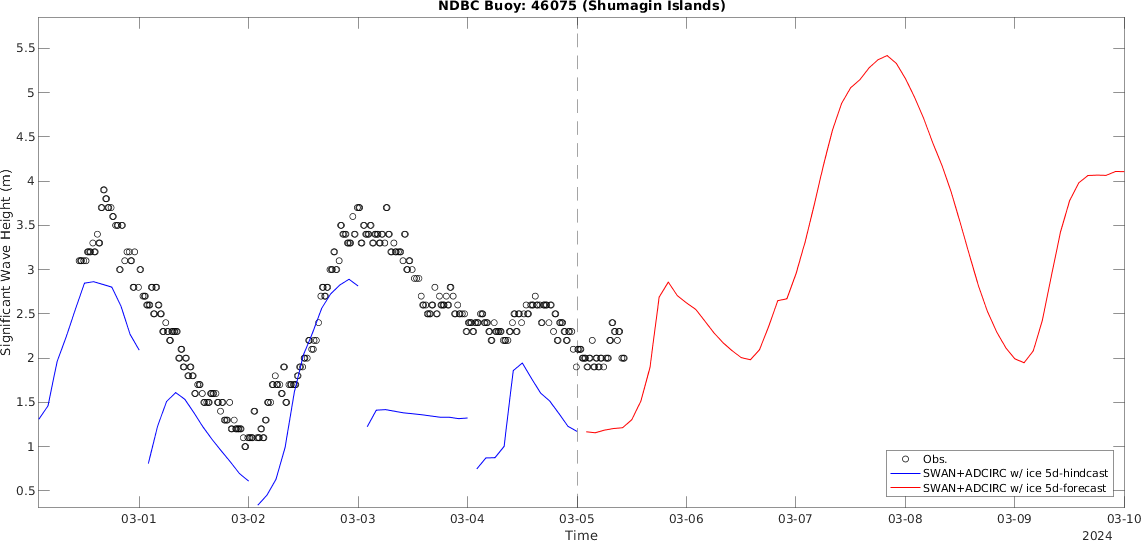 NDBC Buoy: 46075 (Shumagin Islands)
Significant Wave Height (m)
5.5
5
4.5
4
3.5
3
2.5
2
1.5
1
0.5
Obs.
SWAN+ADCIRC w/ ice 5d-hindcast
SWAN+ADCIRC w/ ice 5d-forecast
03-01 03-02 03-03 03-04 03-05 03-06 03-07 03-08 03-09 03-10
Time
2024